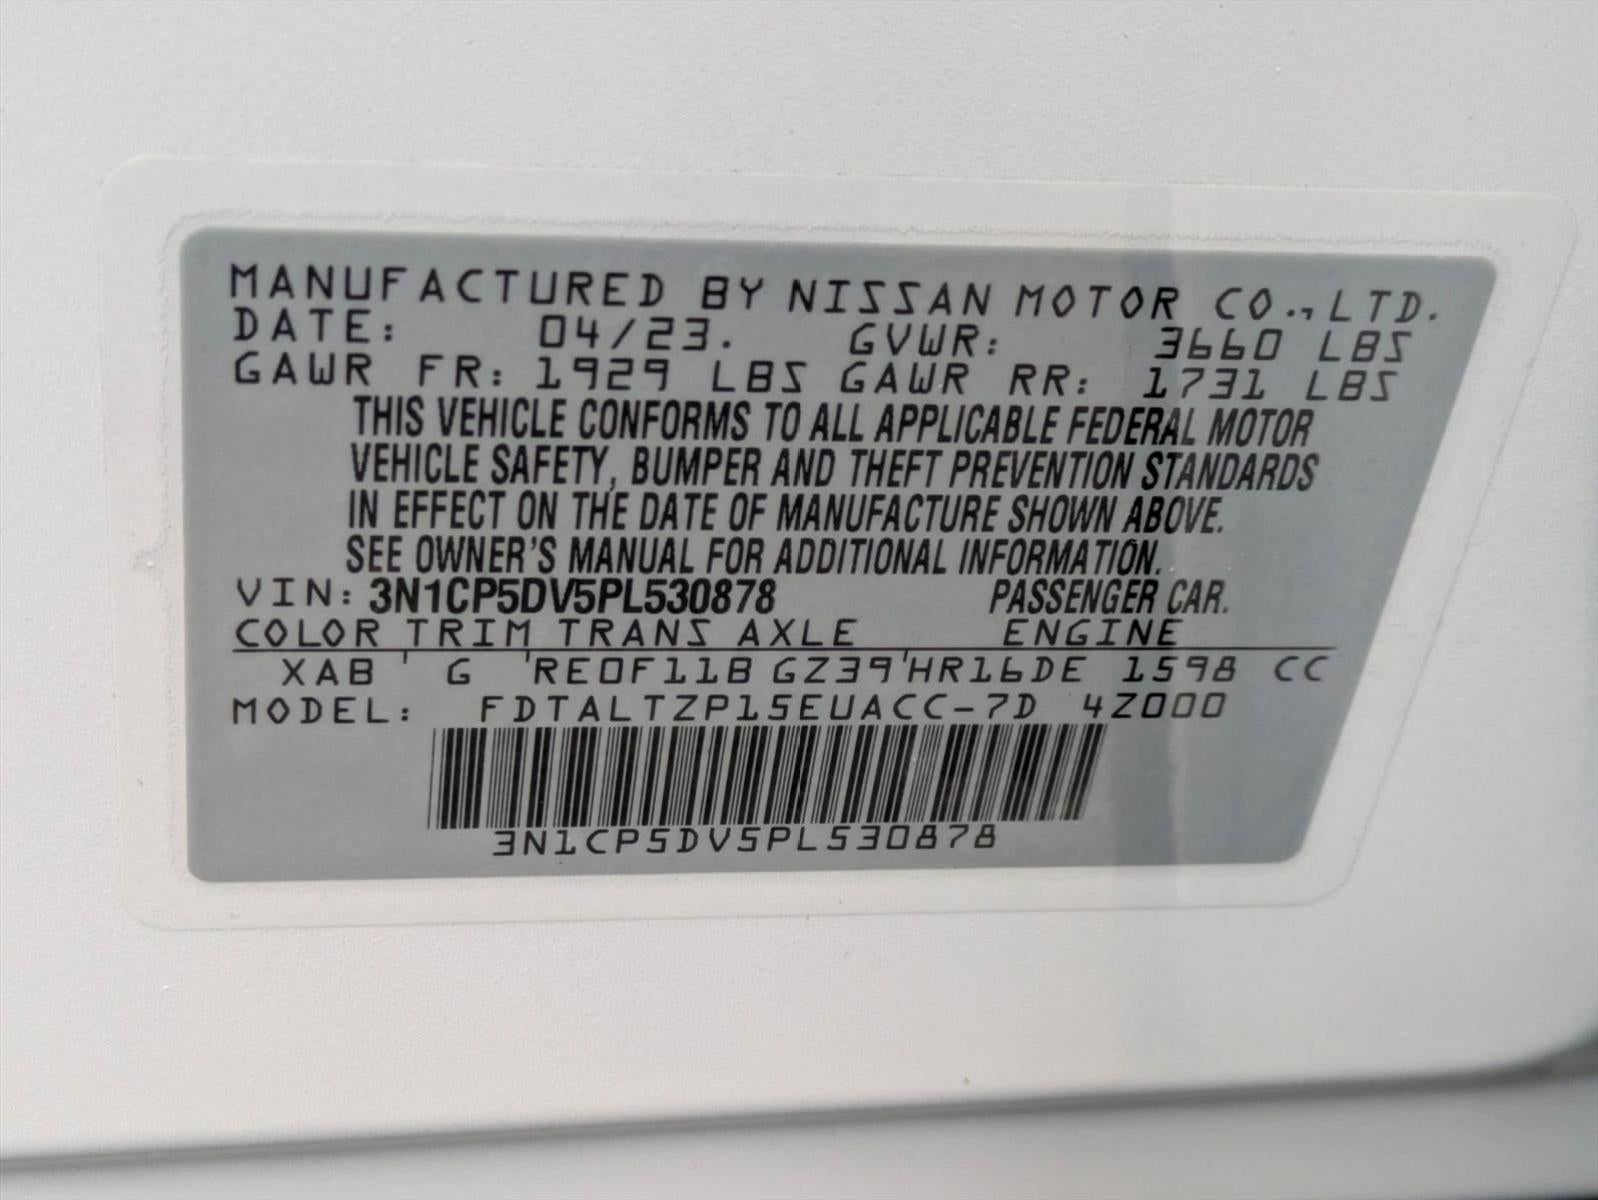 MANUFACTURED BY NISSAN MOTOR CO., LTD.
DATE: 04/23. GVWR: 3660 LBS
GAWR FR: 1929 LBS GAWR RR: 1731 LBS
THIS VEHICLE CONFORMS TO ALL APPLICABLE FEDERAL MOTOR
VEHICLE SAFETY, BUMPER AND THEFT PREVENTION STANDARDS
IN EFFECT ON THE DATE OF MANUFACTURE SHOWN ABOVE.
SEE OWNER'S MANUAL FOR ADDITIONAL INFORMATION.
VIN: 3N1CP5DV5PL530878 PASSENGER CAR.
COLOR TRIM TRANS AXLE ENGINE
XAB ' G 'RE0F11B GZ39'HR16DE 1598 CC
MODEL: FDTALTZP15EUACC-7D 4Z000
3N1CP5DV5PL530878